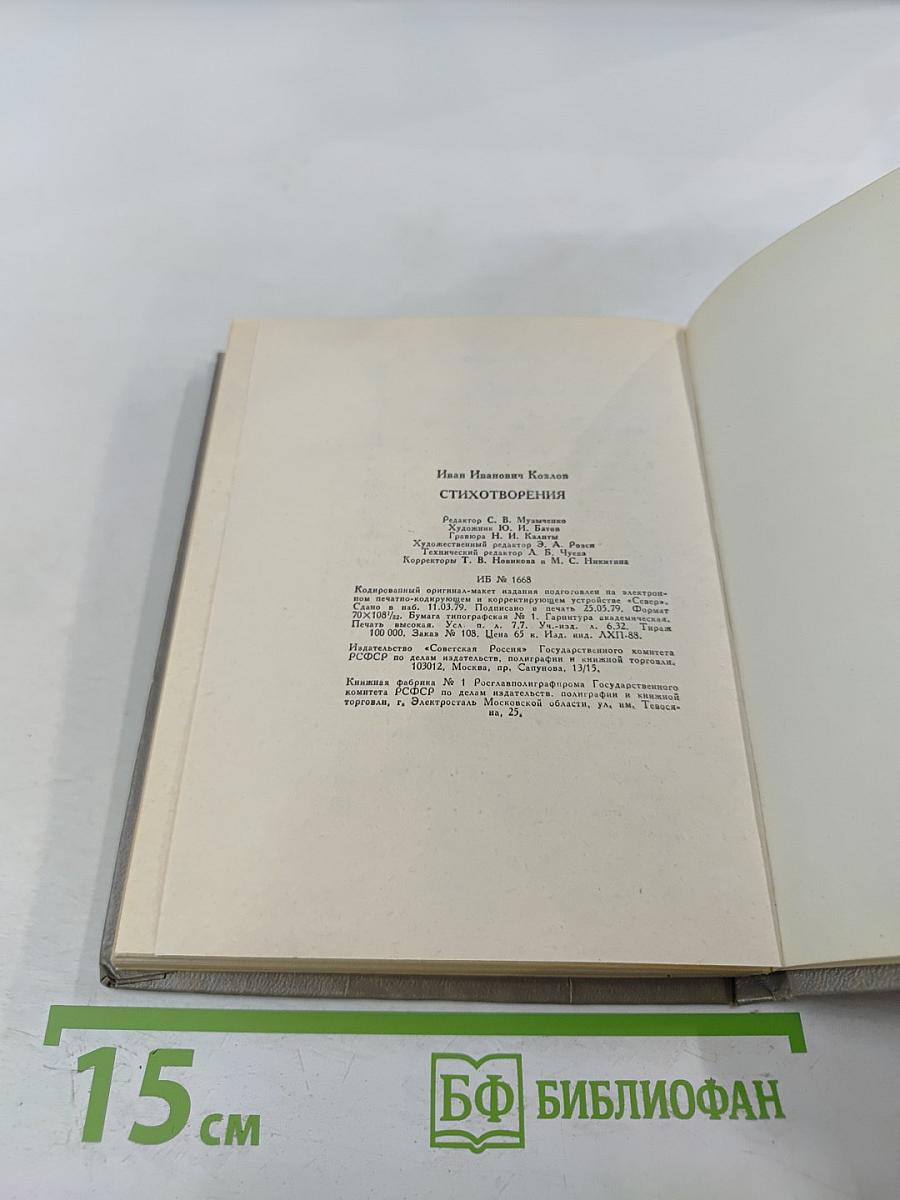 Иван Иванович Козлов
СТИХОТВОРЕНИЯ
Редактор С. В. Музыченко
Художник Ю. И. Батов
Гравюра Н. И. Калиты
Художественный редактор Э. А. Розен
Технический редактор Л. Б. Чуева
Корректоры Т. В. Новикова и М. С. Никитина
ИБ № 1668
Кодированный оригинал-макет издания подготовлен на электрон-
ном печатно-кодирующем и корректирующем устройстве «Север».
Сдано в наб. 11.03.79. Подписано в печать 25.05.79. Формат
70×108¹/₃₂. Бумага типографская № 1. Гарнитура академическая.
Печать высокая. Усл. п. л. 7,7. Уч.-изд. л. 6,32. Тираж
100 000. Заказ № 108. Цена 65 к. Изд. инд. ЛХП-88.
Издательство «Советская Россия» Государственного комитета
РСФСР по делам издательств, полиграфии и книжной торговли.
103012, Москва, пр. Сапунова, 13/15.
Книжная фабрика № 1 Росглавполиграфпрома Государственного
комитета РСФСР по делам издательств, полиграфии и книжной
торговли, г. Электросталь Московской области, ул. им. Тевося-
на, 25.
15 см
БФ БИБЛИОФАН